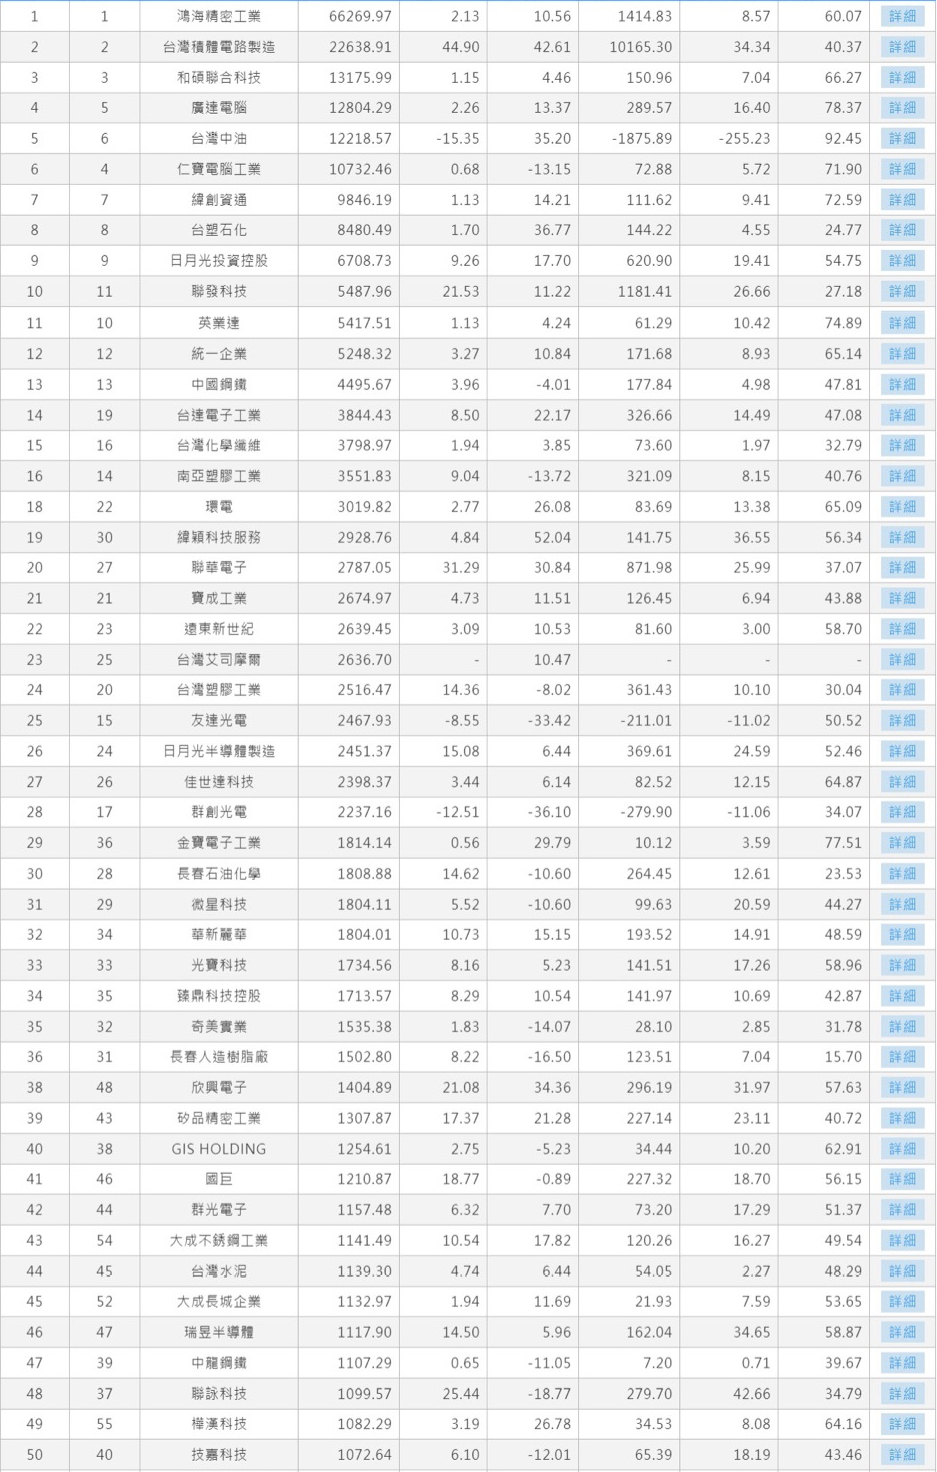 1 1 鴻海精密工業 66269.97 2.13 10.56 1414.83 8.57 60.07 詳細
2 2 台灣積體電路製造 22638.91 44.90 42.61 10165.30 34.34 40.37 詳細
3 3 和碩聯合科技 13175.99 1.15 4.46 150.96 7.04 66.27 詳細
4 5 廣達電腦 12804.29 2.26 13.37 289.57 16.40 78.37 詳細
5 6 台灣中油 12218.57 -15.35 35.20 -1875.89 -255.23 92.45 詳細
6 4 仁寶電腦工業 10732.46 0.68 -13.15 72.88 5.72 71.90 詳細
7 7 緯創資通 9846.19 1.13 14.21 111.62 9.41 72.59 詳細
8 8 台塑石化 8480.49 1.70 36.77 144.22 4.55 24.77 詳細
9 9 日月光投資控股 6708.73 9.26 17.70 620.90 19.41 54.75 詳細
10 11 聯發科技 5487.96 21.53 11.22 1181.41 26.66 27.18 詳細
11 10 英業達 5417.51 1.13 4.24 61.29 10.42 74.89 詳細
12 12 統一企業 5248.32 3.27 10.84 171.68 8.93 65.14 詳細
13 13 中國鋼鐵 4495.67 3.96 -4.01 177.84 4.98 47.81 詳細
14 19 台達電子工業 3844.43 8.50 22.17 326.66 14.49 47.08 詳細
15 16 台灣化學纖維 3798.97 1.94 3.85 73.60 1.97 32.79 詳細
16 14 南亞塑膠工業 3551.83 9.04 -13.72 321.09 8.15 40.76 詳細
18 22 環電 3019.82 2.77 26.08 83.69 13.38 65.09 詳細
19 30 緯穎科技服務 2928.76 4.84 52.04 141.75 36.55 56.34 詳細
20 27 聯華電子 2787.05 31.29 30.84 871.98 25.99 37.07 詳細
21 21 寶成工業 2674.97 4.73 11.51 126.45 6.94 43.88 詳細
22 23 遠東新世紀 2639.45 3.09 10.53 81.60 3.00 58.70 詳細
23 25 台灣艾司摩爾 2636.70 - 10.47 - - - 詳細
24 20 台灣塑膠工業 2516.47 14.36 -8.02 361.43 10.10 30.04 詳細
25 15 友達光電 2467.93 -8.55 -33.42 -211.01 -11.02 50.52 詳細
26 24 日月光半導體製造 2451.37 15.08 6.44 369.61 24.59 52.46 詳細
27 26 佳世達科技 2398.37 3.44 6.14 82.52 12.15 64.87 詳細
28 17 群創光電 2237.16 -12.51 -36.10 -279.90 -11.06 34.07 詳細
29 36 金寶電子工業 1814.14 0.56 29.79 10.12 3.59 77.51 詳細
30 28 長春石油化學 1808.88 14.62 -10.60 264.45 12.61 23.53 詳細
31 29 微星科技 1804.11 5.52 -10.60 99.63 20.59 44.27 詳細
32 34 華新麗華 1804.01 10.73 15.15 193.52 14.91 48.59 詳細
33 33 光寶科技 1734.56 8.16 5.23 141.51 17.26 58.96 詳細
34 35 臻鼎科技控股 1713.57 8.29 10.54 141.97 10.69 42.87 詳細
35 32 奇美實業 1535.38 1.83 -14.07 28.10 2.85 31.78 詳細
36 31 長春人造樹脂廠 1502.80 8.22 -16.50 123.51 7.04 15.70 詳細
38 48 欣興電子 1404.89 21.08 34.36 296.19 31.97 57.63 詳細
39 43 矽品精密工業 1307.87 17.37 21.28 227.14 23.11 40.72 詳細
40 38 GIS HOLDING 1254.61 2.75 -5.23 34.44 10.20 62.91 詳細
41 46 國巨 1210.87 18.77 -0.89 227.32 18.70 56.15 詳細
42 44 群光電子 1157.48 6.32 7.70 73.20 17.29 51.37 詳細
43 54 大成不銹鋼工業 1141.49 10.54 17.82 120.26 16.27 49.54 詳細
44 45 台灣水泥 1139.30 4.74 6.44 54.05 2.27 48.29 詳細
45 52 大成長城企業 1132.97 1.94 11.69 21.93 7.59 53.65 詳細
46 47 瑞昱半導體 1117.90 14.50 5.96 162.04 34.65 58.87 詳細
47 39 中龍鋼鐵 1107.29 0.65 -11.05 7.20 0.71 39.67 詳細
48 37 聯詠科技 1099.57 25.44 -18.77 279.70 42.66 34.79 詳細
49 55 樺漢科技 1082.29 3.19 26.78 34.53 8.08 64.16 詳細
50 40 技嘉科技 1072.64 6.10 -12.01 65.39 18.19 43.46 詳細